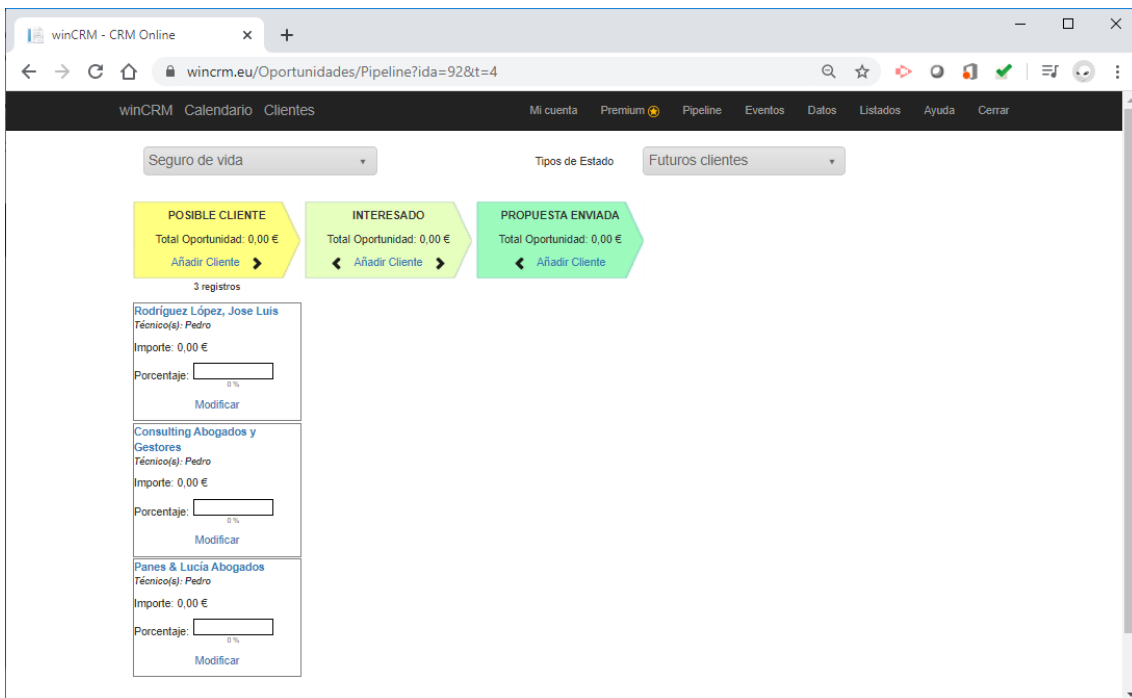 winCRM - CRM Online
wincrm.eu/Oportunidades/Pipeline?ida=92&t=4
winCRM Calendario Clientes Mi cuenta Premium Pipeline Eventos Datos Listados Ayuda Cerrar
Seguro de vida Tipos de Estado Futuros clientes
POSIBLE CLIENTE INTERESADO PROPUESTA ENVIADA
Total Oportunidad: 0,00 € Total Oportunidad: 0,00 € Total Oportunidad: 0,00 €
Añadir Cliente Añadir Cliente Añadir Cliente
3 registros
Rodríguez López, Jose Luis
Técnico(s): Pedro
Importe: 0,00 €
Porcentaje:
0 %
Modificar
Consulting Abogados y
Gestores
Técnico(s): Pedro
Importe: 0,00 €
Porcentaje:
0 %
Modificar
Panes & Lucía Abogados
Técnico(s): Pedro
Importe: 0,00 €
Porcentaje:
0 %
Modificar